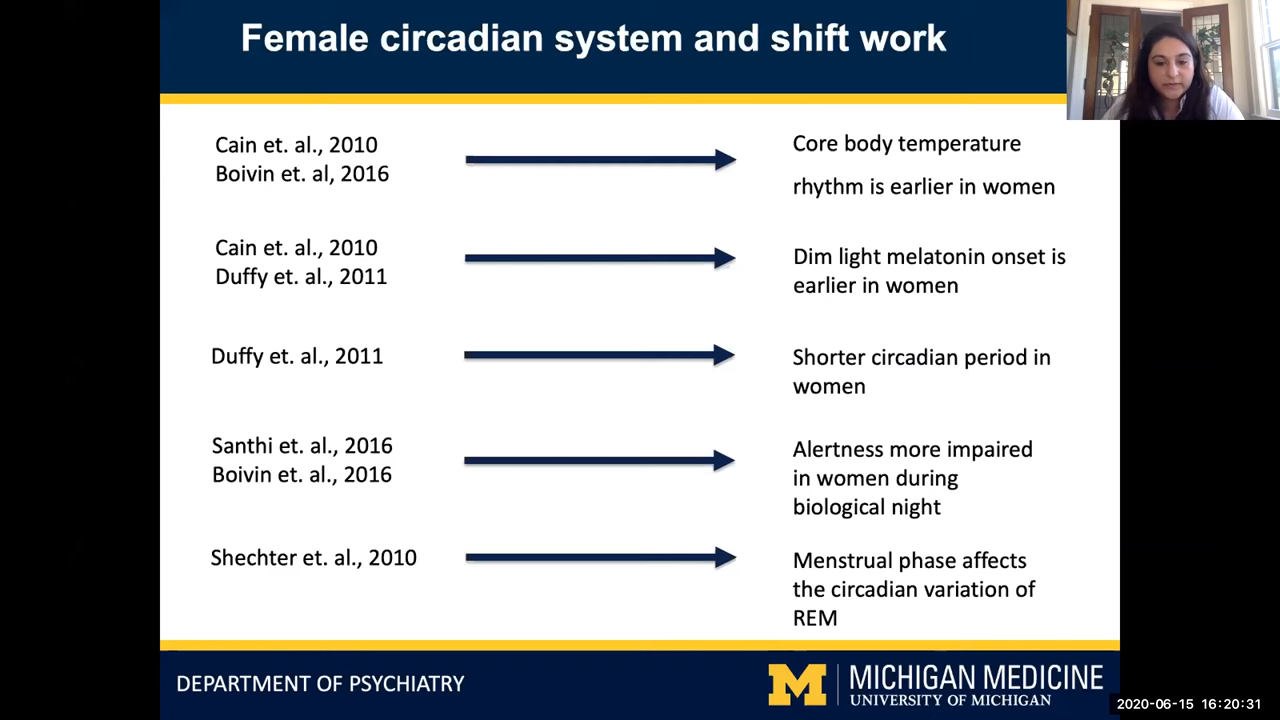 Female circadian system and shift work
Cain et. al., 2010
Boivin et. al, 2016
Core body temperature
rhythm is earlier in women
Cain et. al., 2010
Duffy et. al., 2011
Dim light melatonin onset is
earlier in women
Duffy et. al., 2011
Shorter circadian period in
women
Santhi et. al., 2016
Boivin et. al., 2016
Alertness more impaired
in women during
biological night
Shechter et. al., 2010
Menstrual phase affects
the circadian variation of
REM
DEPARTMENT OF PSYCHIATRY
M
MICHIGAN MEDICINE
UNIVERSITY OF MICHIGAN
2020-06-15 16:20:31